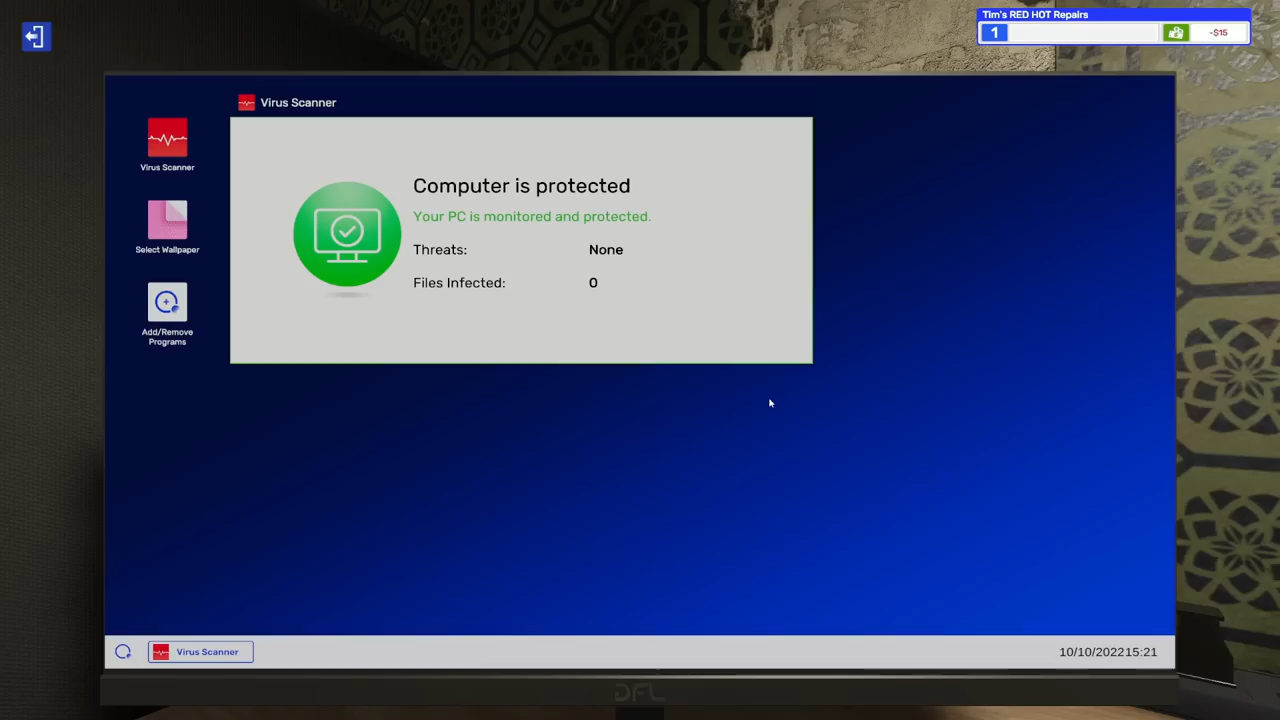 Tim's RED HOT Repairs
1
-$15
Virus Scanner
Virus Scanner
Select Wallpaper
Add/Remove
Programs
Computer is protected
Your PC is monitored and protected.
Threats: None
Files Infected: 0
Virus Scanner
10/10/202215:21
DFL